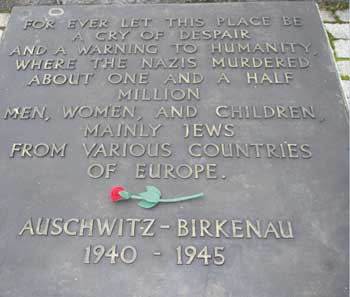 FOR EVER LET THIS PLACE BE
A CRY OF DESPAIR
AND A WARNING TO HUMANITY,
WHERE THE NAZIS MURDERED
ABOUT ONE AND A HALF
MILLION
MEN, WOMEN, AND CHILDREN,
MAINLY JEWS
FROM VARIOUS COUNTRIES
OF EUROPE.
AUSCHWITZ - BIRKENAU
1940 - 1945